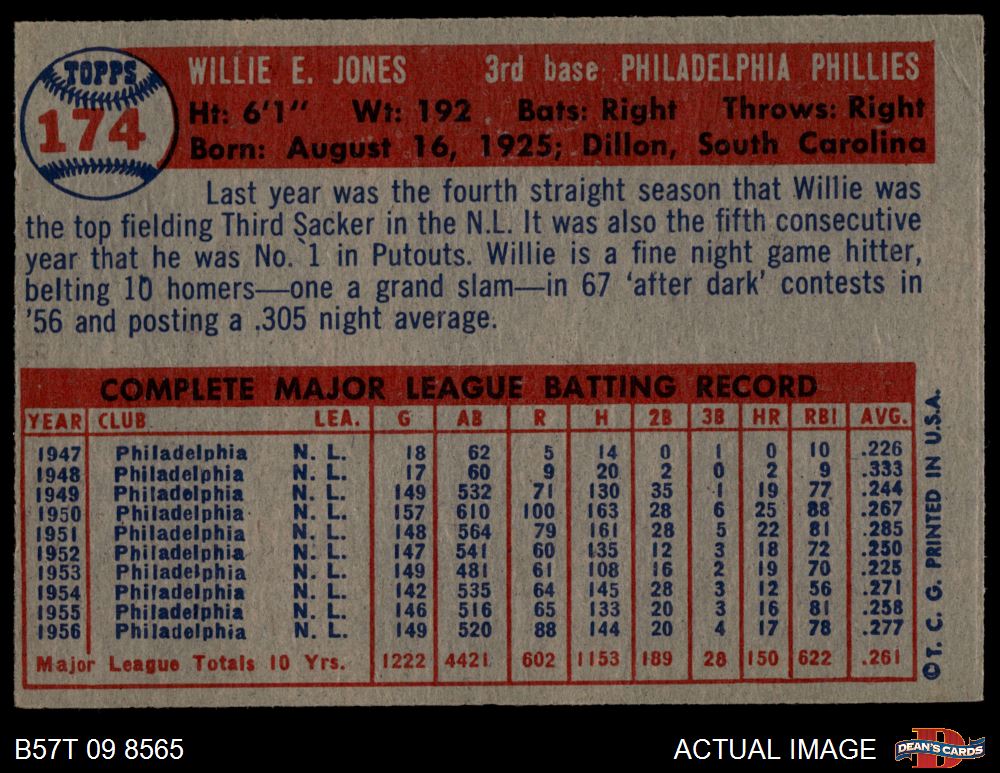 TOPPS
174
WILLIE E. JONES 3rd base PHILADELPHIA PHILLIES
Ht: 6'1" Wt: 192 Bats: Right Throws: Right
Born: August 16, 1925; Dillon, South Carolina
Last year was the fourth straight season that Willie was
the top fielding Third Sacker in the N.L. It was also the fifth consecutive
year that he was No. 1 in Putouts. Willie is a fine night game hitter,
belting 10 homers—one a grand slam—in 67 'after dark' contests in
'56 and posting a .305 night average.
COMPLETE MAJOR LEAGUE BATTING RECORD
YEAR CLUB LEA. G AB R H 2B 3B HR RBI AVG.
1947 Philadelphia N. L. 18 62 5 14 0 1 0 10 .226
1948 Philadelphia N. L. 17 60 9 20 2 0 2 9 .333
1949 Philadelphia N. L. 149 532 71 130 35 1 19 77 .244
1950 Philadelphia N. L. 157 610 100 163 28 6 25 88 .267
1951 Philadelphia N. L. 148 564 79 161 28 5 22 81 .285
1952 Philadelphia N. L. 147 541 60 135 12 3 18 72 .250
1953 Philadelphia N. L. 149 481 61 108 16 2 19 70 .225
1954 Philadelphia N. L. 142 535 64 145 28 3 12 56 .271
1955 Philadelphia N. L. 146 516 65 133 20 3 16 81 .258
1956 Philadelphia N. L. 149 520 88 144 20 4 17 78 .277
Major League Totals 10 Yrs. 1222 4421 602 1153 189 28 150 622 .261
© T. C. G. PRINTED IN U.S.A.
B57T 09 8565 ACTUAL IMAGE
D
DEAN'S CARDS